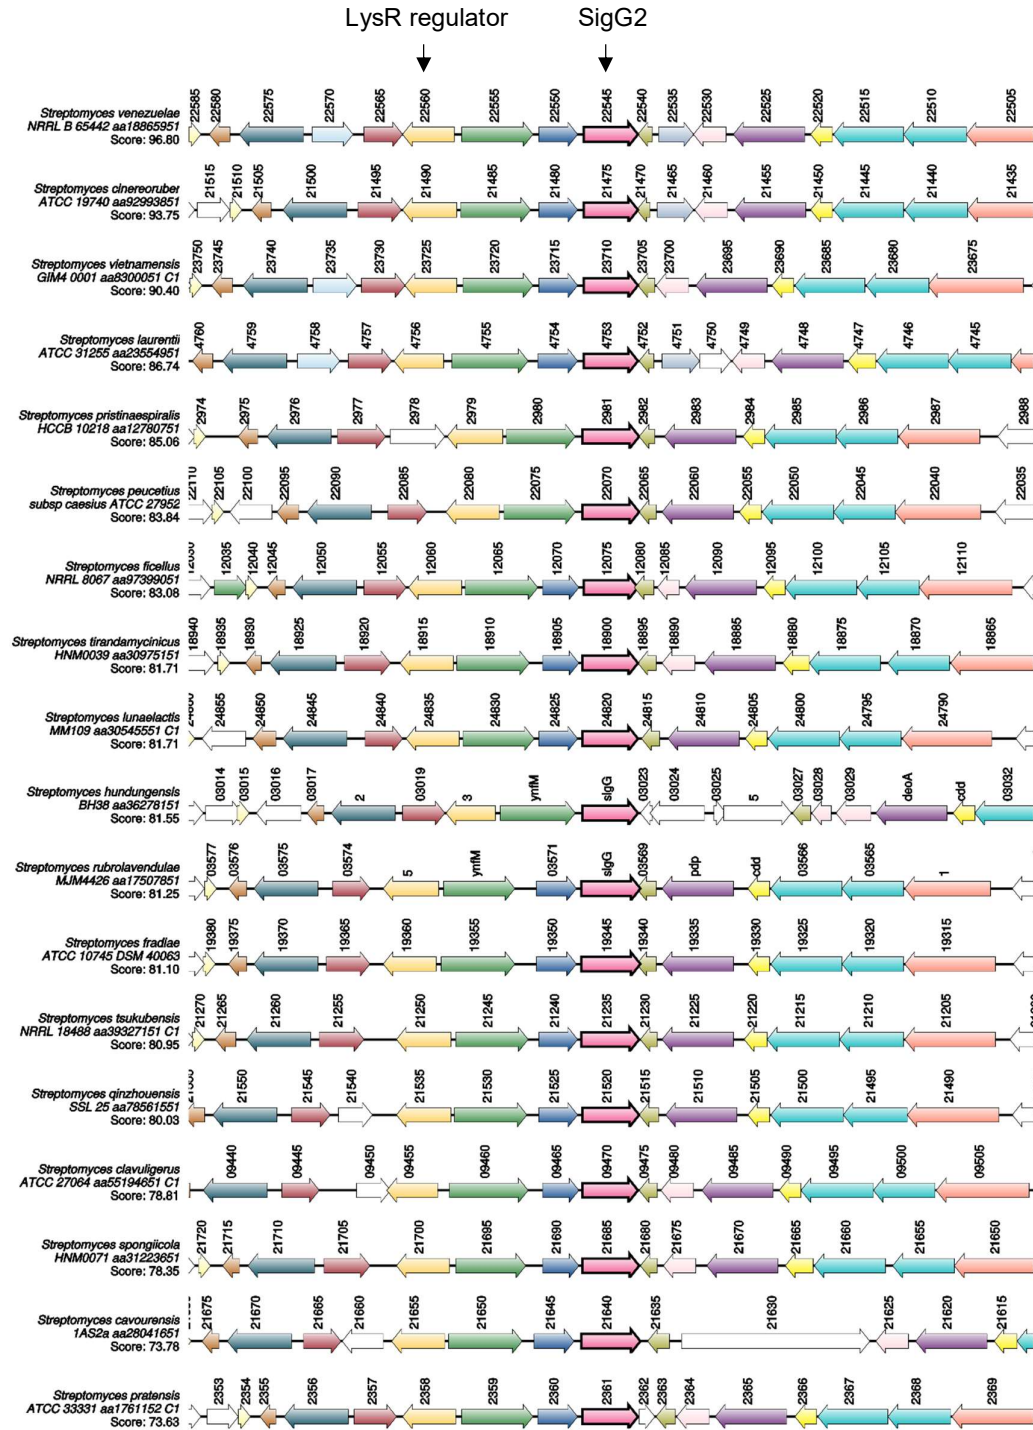 LysR regulator SigG2
22585 22580 22575 22570 22565 22560 22555 22550 22545 22540 22535 22530 22525 22520 22515 22510 22505
Streptomyces venezuelae
NRRL B 65442 aa18865951
Score: 96.80
21515 21510 21505 21500 21495 21490 21485 21480 21475 21470 21465 21460 21455 21450 21445 21440 21435
Streptomyces cinereoruber
ATCC 19740 aa92993851
Score: 93.75
23750 23745 23740 23735 23730 23725 23720 23715 23710 23705 23700 23695 23690 23685 23680 23675
Streptomyces vietnamensis
GIM4 0001 aa8300051 C1
Score: 90.40
4760 4759 4758 4757 4756 4755 4754 4753 4752 4751 4750 4749 4748 4747 4746 4745
Streptomyces laurentii
ATCC 31255 aa23554951
Score: 86.74
2974 2975 2976 2977 2978 2979 2980 2981 2982 2983 2984 2985 2986 2987 2988
Streptomyces pristinaespiralis
HCCB 10218 aa12780751
Score: 85.06
22110 22105 22100 22095 22090 22085 22080 22075 22070 22065 22060 22055 22050 22045 22040 22035
Streptomyces peucetius
subsp caesius ATCC 27952
Score: 83.84
12035 12040 12045 12050 12055 12060 12065 12070 12075 12080 12085 12090 12095 12100 12105 12110
Streptomyces ficellus
NRRL 8067 aa97399051
Score: 83.08
18940 18935 18930 18925 18920 18915 18910 18905 18900 18895 18890 18885 18880 18875 18870 18865
Streptomyces tirandamycinicus
HNM0039 aa30975151
Score: 81.71
24855 24850 24845 24840 24835 24830 24825 24820 24815 24810 24805 24800 24795 24790
Streptomyces lunaelactis
MM109 aa30545551 C1
Score: 81.71
03014 03015 03016 03017 2 03019 3 ynfM sigG 03023 03024 03025 5 03027 03028 03029 deoA cdd 03032
Streptomyces hundungensis
BH38 aa36278151
Score: 81.55
03577 03576 03575 03574 5 ynfM 03571 sigG 03569 pdp cdd 03566 03565 1
Streptomyces rubrolavendulae
MJM4426 aa17507851
Score: 81.25
19380 19375 19370 19365 19360 19355 19350 19345 19340 19335 19330 19325 19320 19315
Streptomyces fradiae
ATCC 10745 DSM 40063
Score: 81.10
21270 21265 21260 21255 21250 21245 21240 21235 21230 21225 21220 21215 21210 21205
Streptomyces tsukubensis
NRRL 18488 aa39327151 C1
Score: 80.95
21550 21545 21540 21535 21530 21525 21520 21515 21510 21505 21500 21495 21490
Streptomyces qinzhouensis
SSL 25 aa78561551
Score: 80.03
09440 09445 09450 09455 09460 09465 09470 09475 09480 09485 09490 09495 09500 09505
Streptomyces clavuligerus
ATCC 27064 aa55194651 C1
Score: 78.81
21720 21715 21710 21705 21700 21695 21690 21685 21680 21675 21670 21665 21660 21655 21650
Streptomyces spongiicola
HNM0071 aa31223651
Score: 78.35
21675 21670 21665 21660 21655 21650 21645 21640 21635 21630 21625 21620 21615
Streptomyces cavourensis
1AS2a aa28041651
Score: 73.78
2353 2354 2355 2356 2357 2358 2359 2360 2361 2362 2363 2364 2365 2366 2367 2368 2369
Streptomyces pratensis
ATCC 33331 aa1761152 C1
Score: 73.63